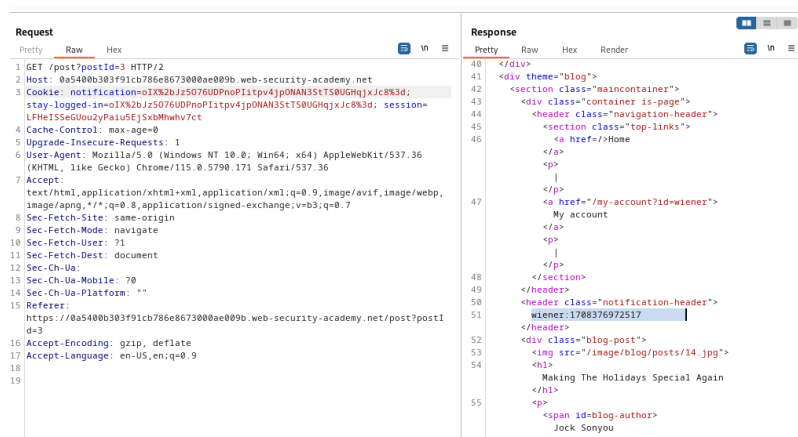 Request
Pretty Raw Hex
\n
1 GET /post?postId=3 HTTP/2
2 Host: 0a5400b303f91cb786e8673000ae009b.web-security-academy.net
3 Cookie: notification=oIX%2bJz5O76UDPnoPIitpv4jpONAN3StTS0UGHqjxJc8%3d;
stay-logged-in=oIX%2bJz5O76UDPnoPIitpv4jpONAN3StTS0UGHqjxJc8%3d; session=
LFHeISSeGUou2yPaiu5EjSxbMhwhv7ct
4 Cache-Control: max-age=0
5 Upgrade-Insecure-Requests: 1
6 User-Agent: Mozilla/5.0 (Windows NT 10.0; Win64; x64) AppleWebKit/537.36
(KHTML, like Gecko) Chrome/115.0.5790.171 Safari/537.36
7 Accept:
text/html,application/xhtml+xml,application/xml;q=0.9,image/avif,image/webp,
image/apng,*/*;q=0.8,application/signed-exchange;v=b3;q=0.7
8 Sec-Fetch-Site: same-origin
9 Sec-Fetch-Mode: navigate
10 Sec-Fetch-User: ?1
11 Sec-Fetch-Dest: document
12 Sec-Ch-Ua:
13 Sec-Ch-Ua-Mobile: ?0
14 Sec-Ch-Ua-Platform: ""
15 Referer:
https://0a5400b303f91cb786e8673000ae009b.web-security-academy.net/post?postI
d=3
16 Accept-Encoding: gzip, deflate
17 Accept-Language: en-US,en;q=0.9
18
19
Response
Pretty Raw Hex Render
\n
40 </div>
41 <div theme="blog">
42 <section class="maincontainer">
43 <div class="container is-page">
44 <header class="navigation-header">
45 <section class="top-links">
46 <a href=/>Home
</a>
<p>
|
</p>
47 <a href="/my-account?id=wiener">
My account
</a>
<p>
|
</p>
48 </section>
49 </header>
50 <header class="notification-header">
51 wiener:1708376972517
</header>
52 <div class="blog-post">
53 <img src="/image/blog/posts/14.jpg">
54 <h1>
Making The Holidays Special Again
</h1>
55 <p>
<span id=blog-author>
Jock Sonyou